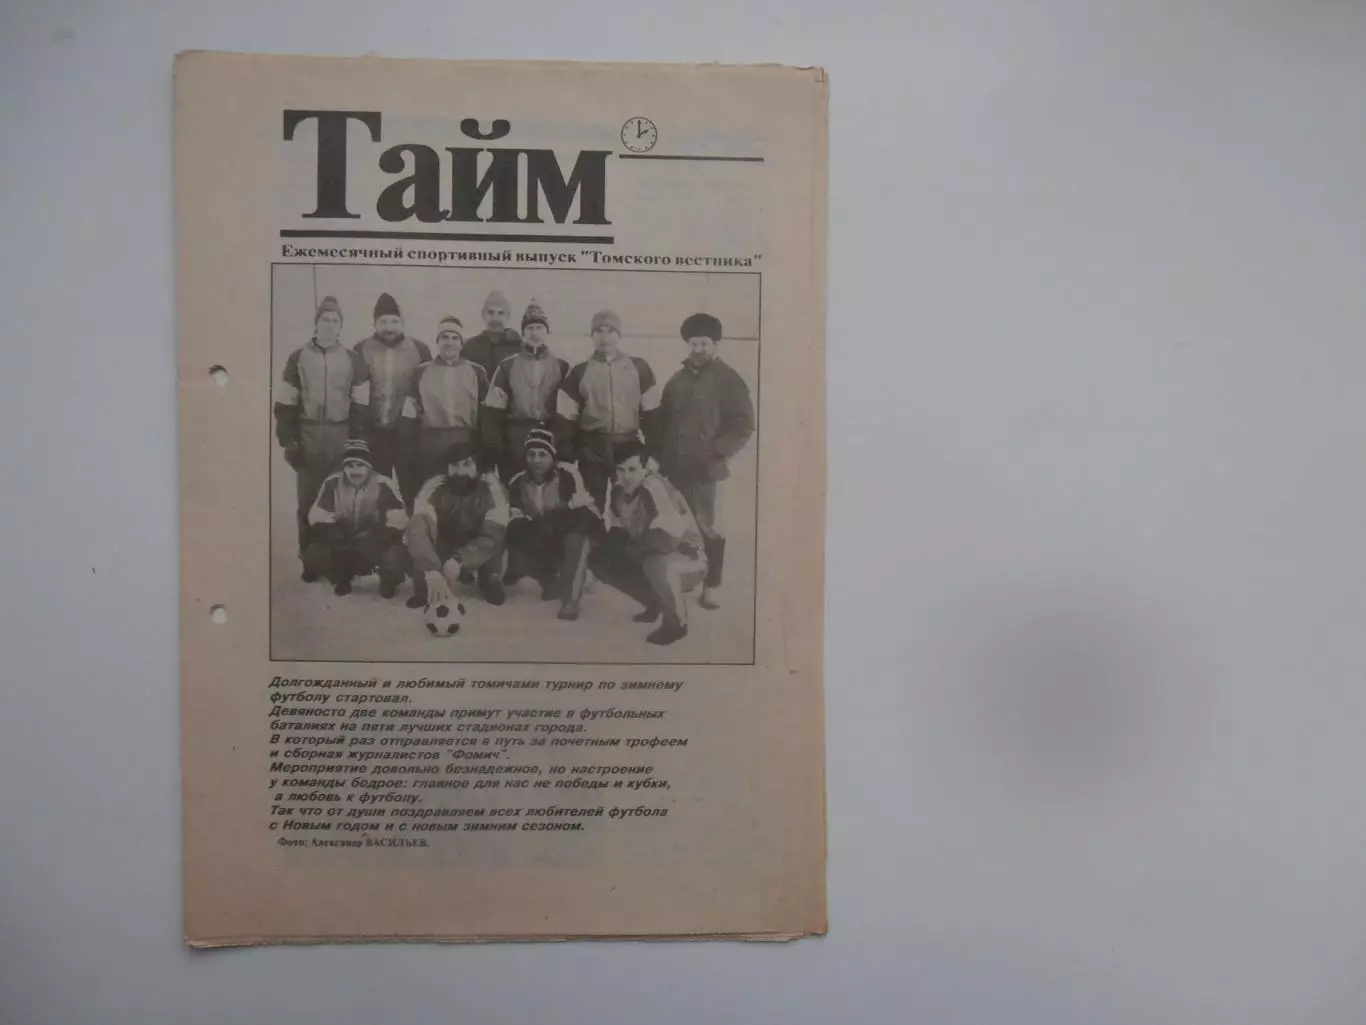 Тайм
Ежемесячный спортивный выпуск "Томского вестника"
Долгожданный и любимый томичами турнир по зимнему
футболу стартовал.
Девяносто две команды примут участие в футбольных
баталиях на пяти лучших стадионах города.
В который раз отправляется в путь за почетным трофеем
и сборная журналистов "Фомич".
Мероприятие довольно безнадежное, но настроение
у команды бодрое: главное для нас не победы и кубки,
а любовь к футболу.
Так что от души поздравляем всех любителей футбола
с Новым годом и с новым зимним сезоном.
Фото: Александр ВАСИЛЬЕВ.